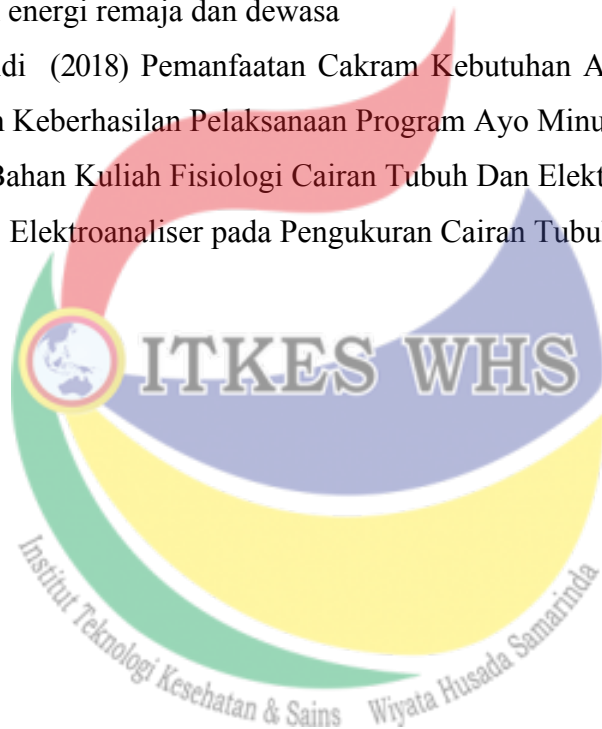 energi remaja dan dewasa
di (2018) Pemanfaatan Cakram Kebutuhan A
n Keberhasilan Pelaksanaan Program Ayo Minu
Bahan Kuliah Fisiologi Cairan Tubuh Dan Elekt
Elektroanaliser pada Pengukuran Cairan Tubu
ITKES WHS
Institut Teknologi Kesehatan & Sains Wiyata Husada Samarinda